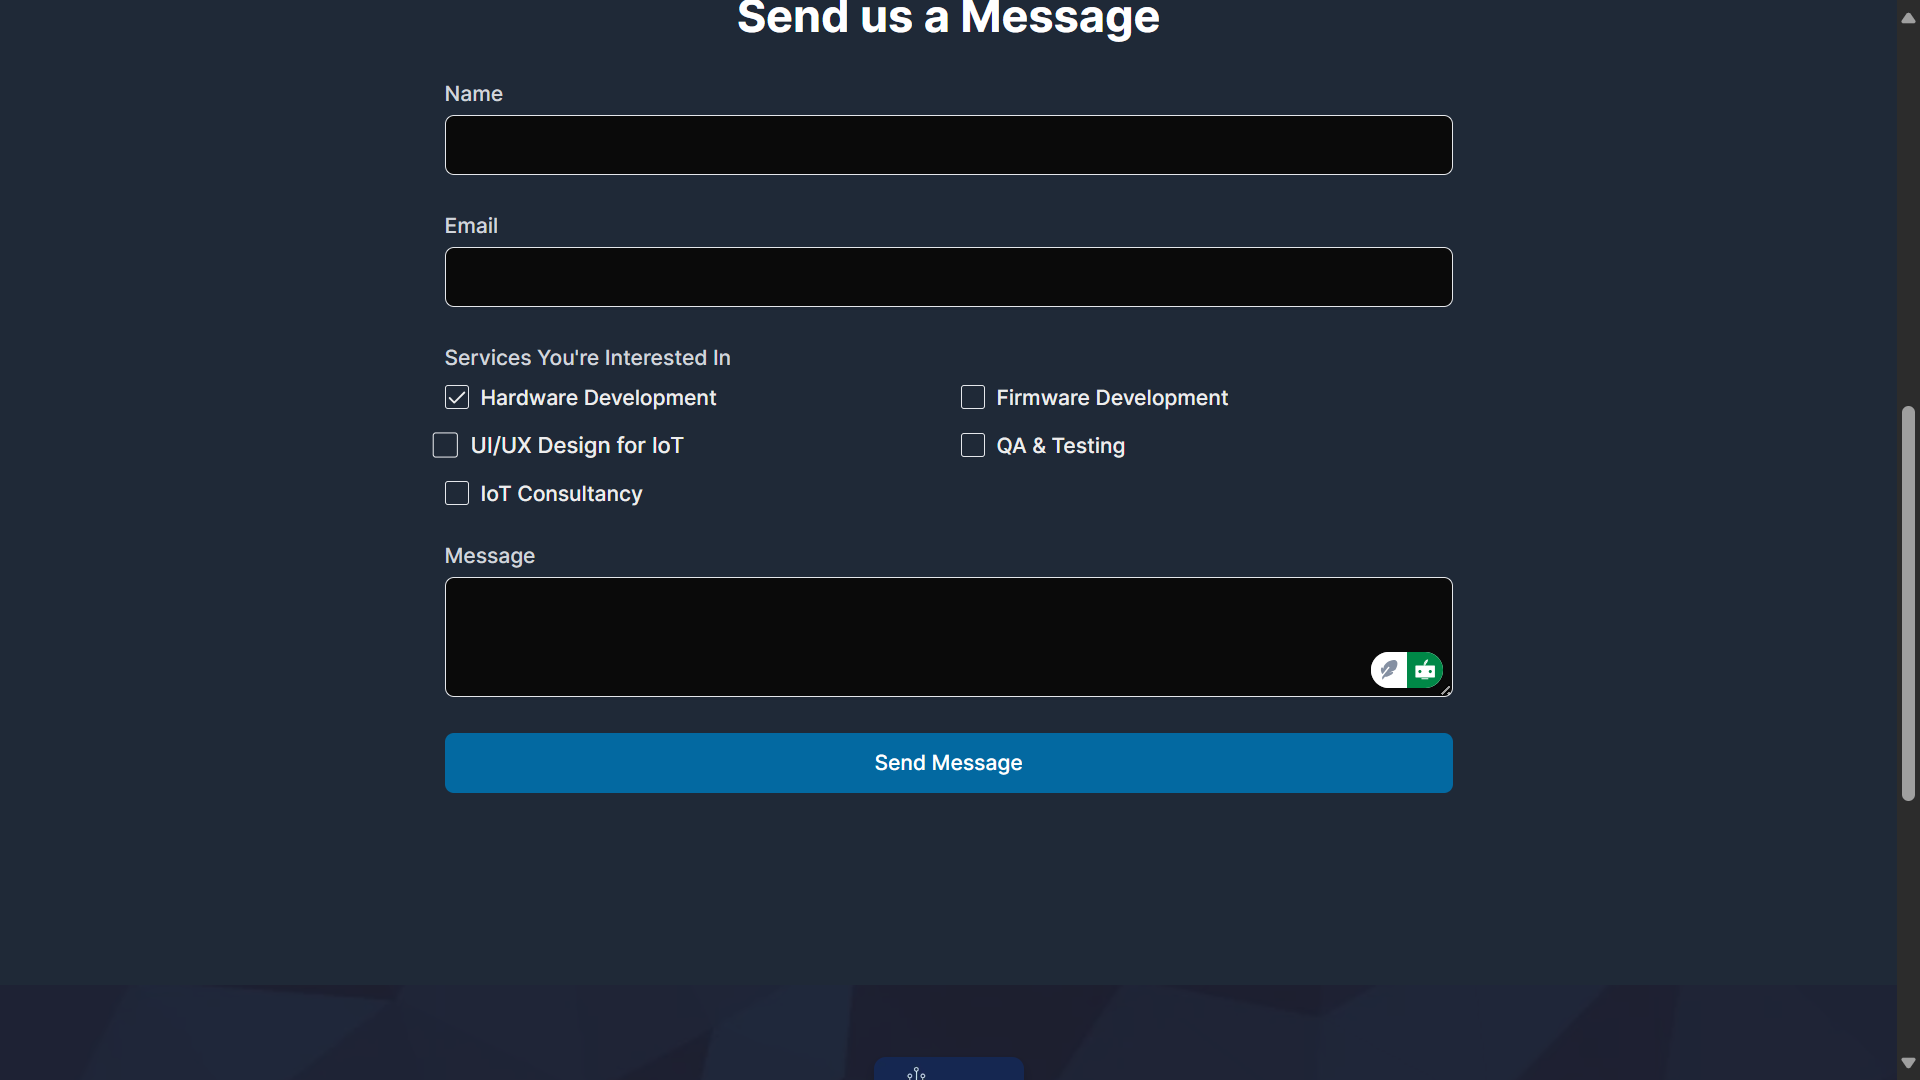 Send us a Message
Name
Email
Services You're Interested In
Hardware Development
Firmware Development
UI/UX Design for IoT
QA & Testing
IoT Consultancy
Message
Send Message